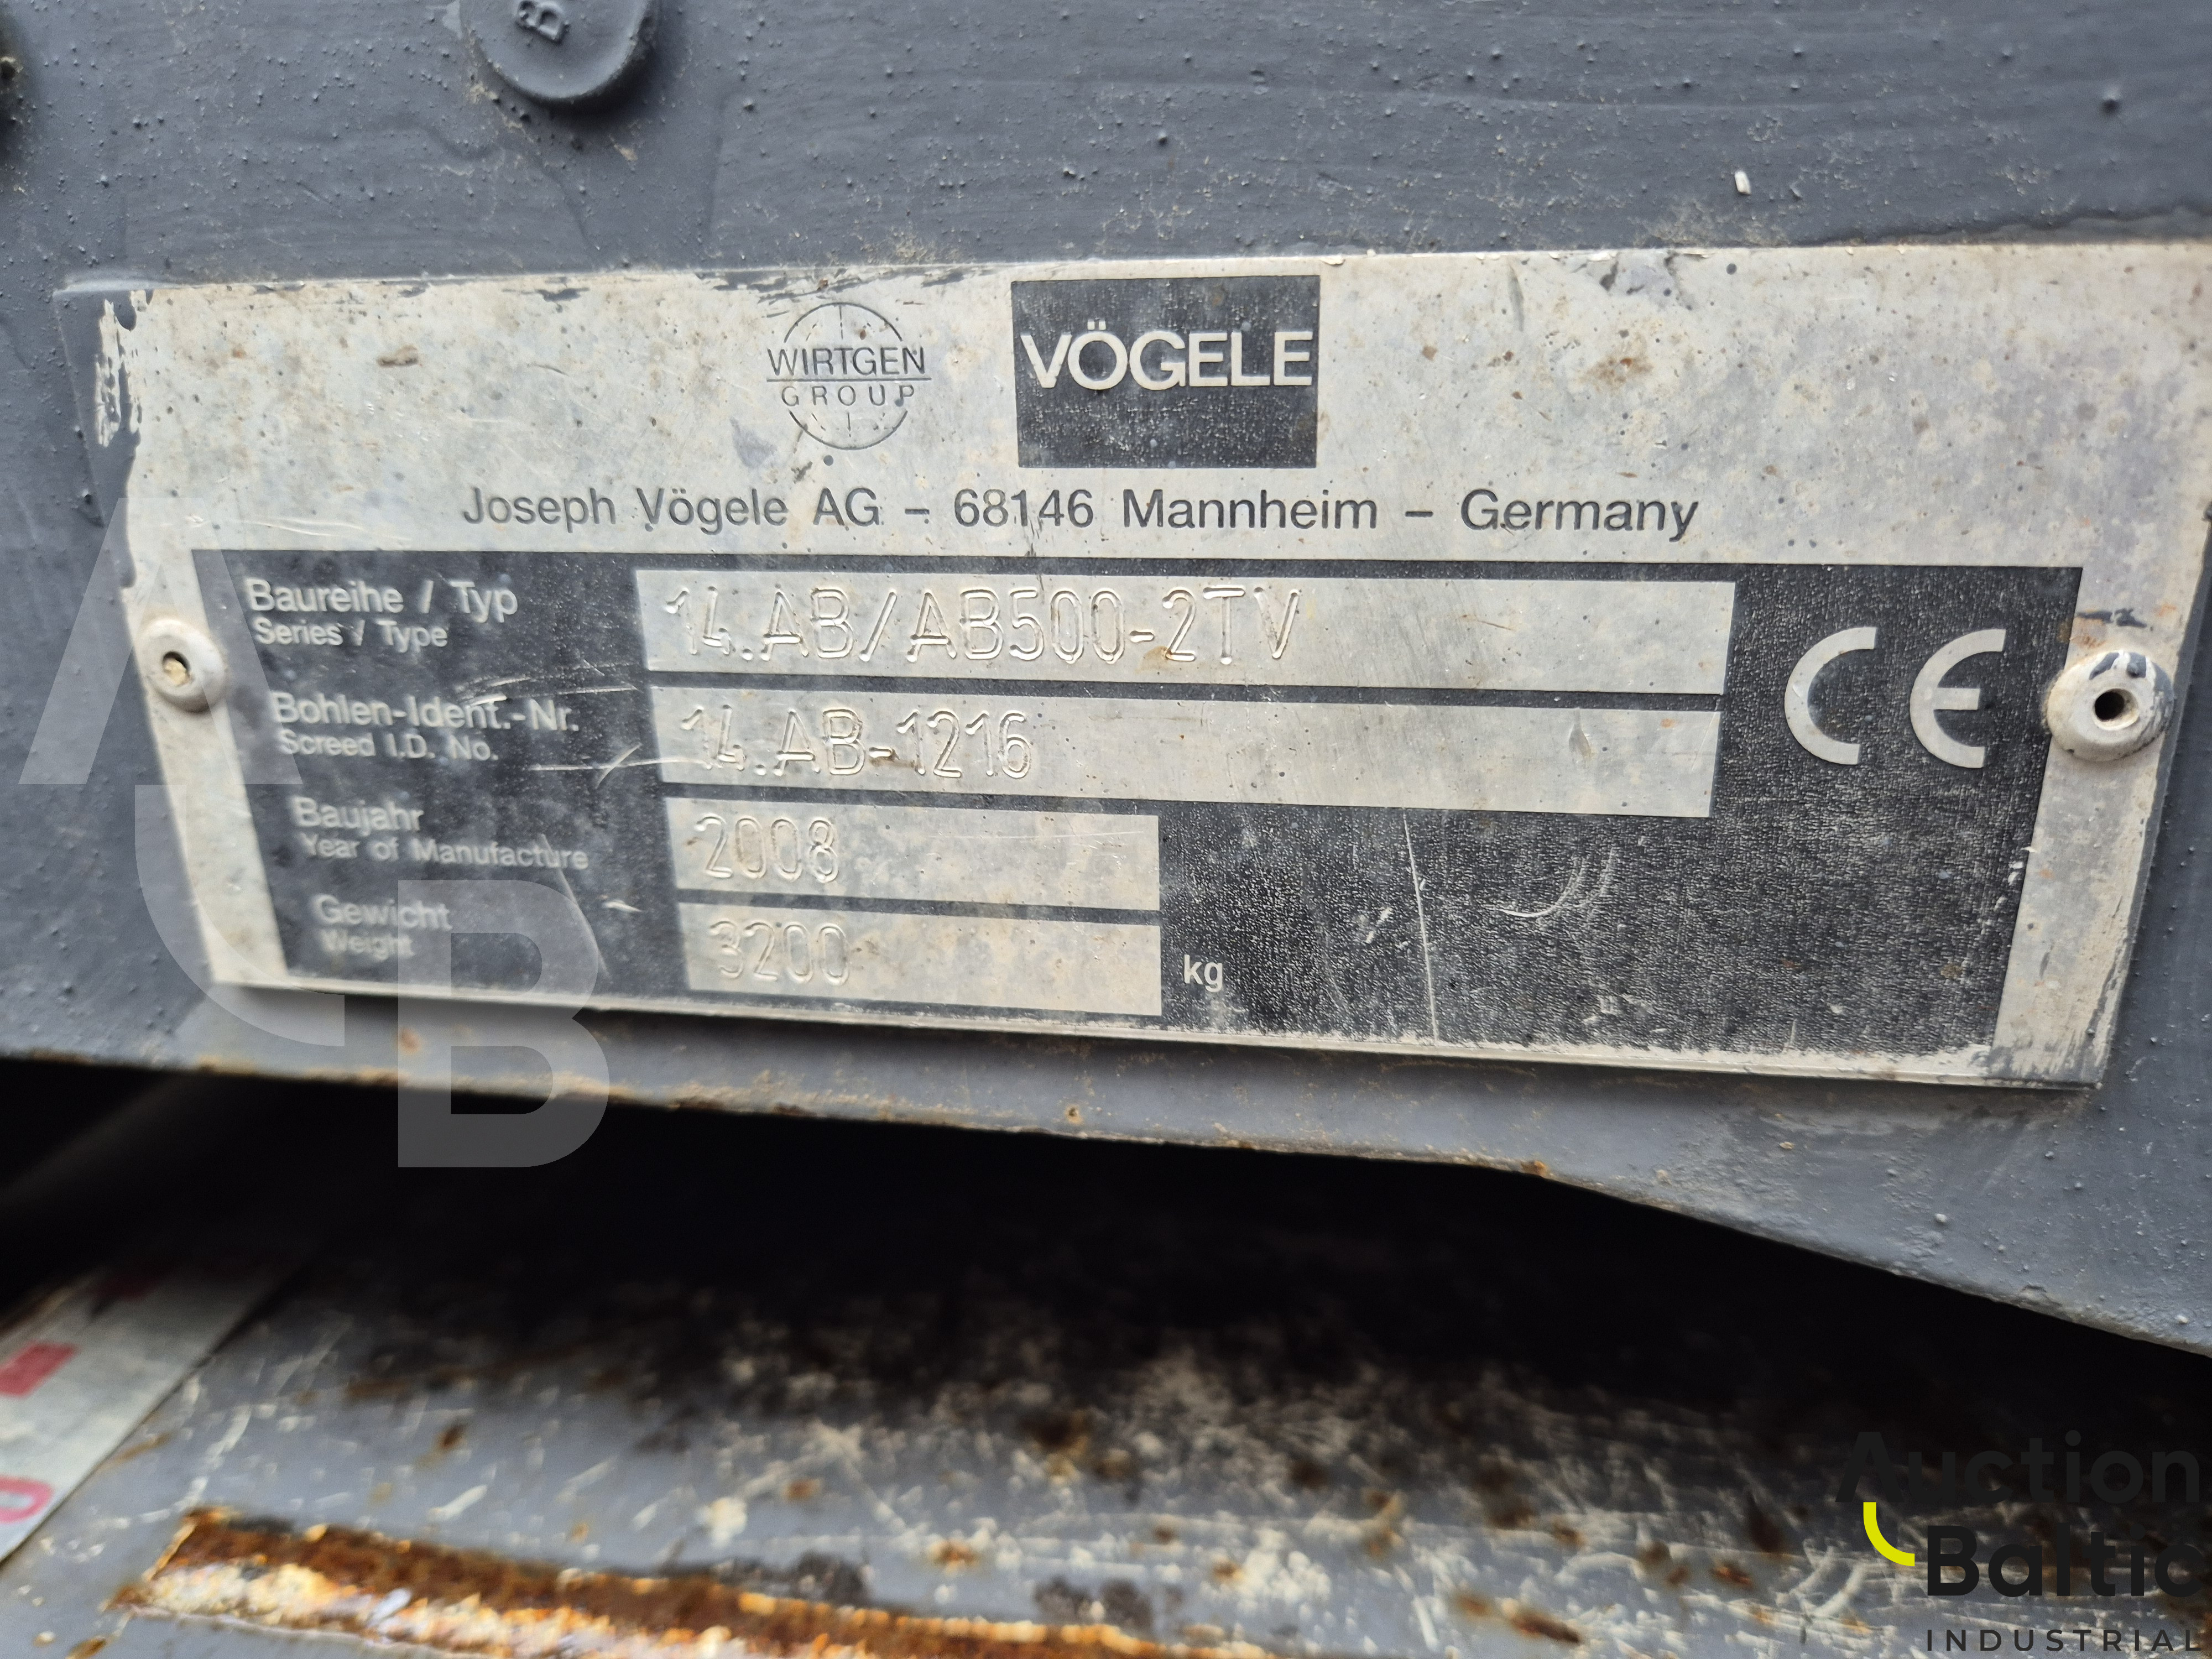 B
WIRTGEN
GROUP
VÖGELE
Joseph Vögele AG – 68146 Mannheim – Germany
Baureihe / Typ
Series / Type
14.AB/AB500-2TV
Bohlen-Ident.-Nr.
Screed I.D. No.
14.AB-1216
Baujahr
Year of Manufacture
2008
Gewicht
Weight
3200
kg
CE
AB
Auction
Baltic
INDUSTRIAL